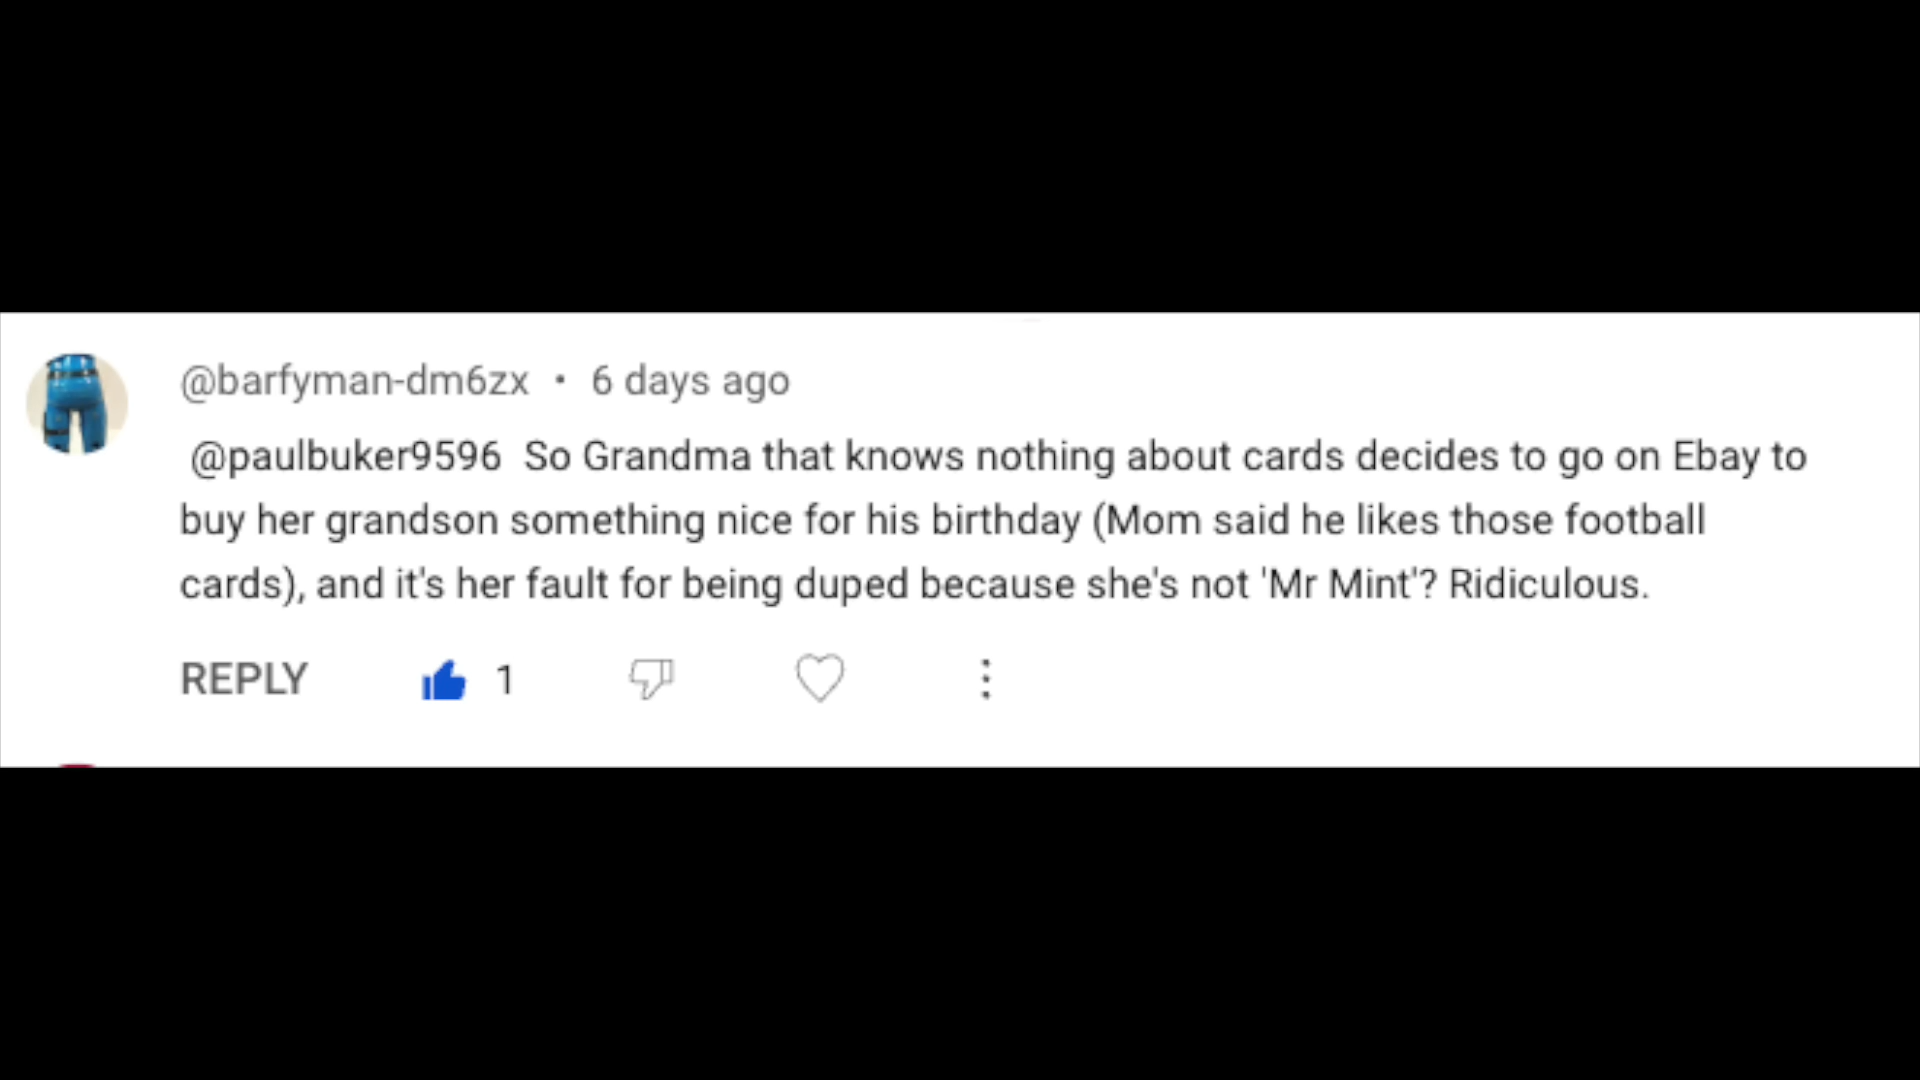 @barfyman-dm6zx • 6 days ago
@paulbuker9596 So Grandma that knows nothing about cards decides to go on Ebay to
buy her grandson something nice for his birthday (Mom said he likes those football
cards), and it's her fault for being duped because she's not 'Mr Mint'? Ridiculous.
REPLY 1